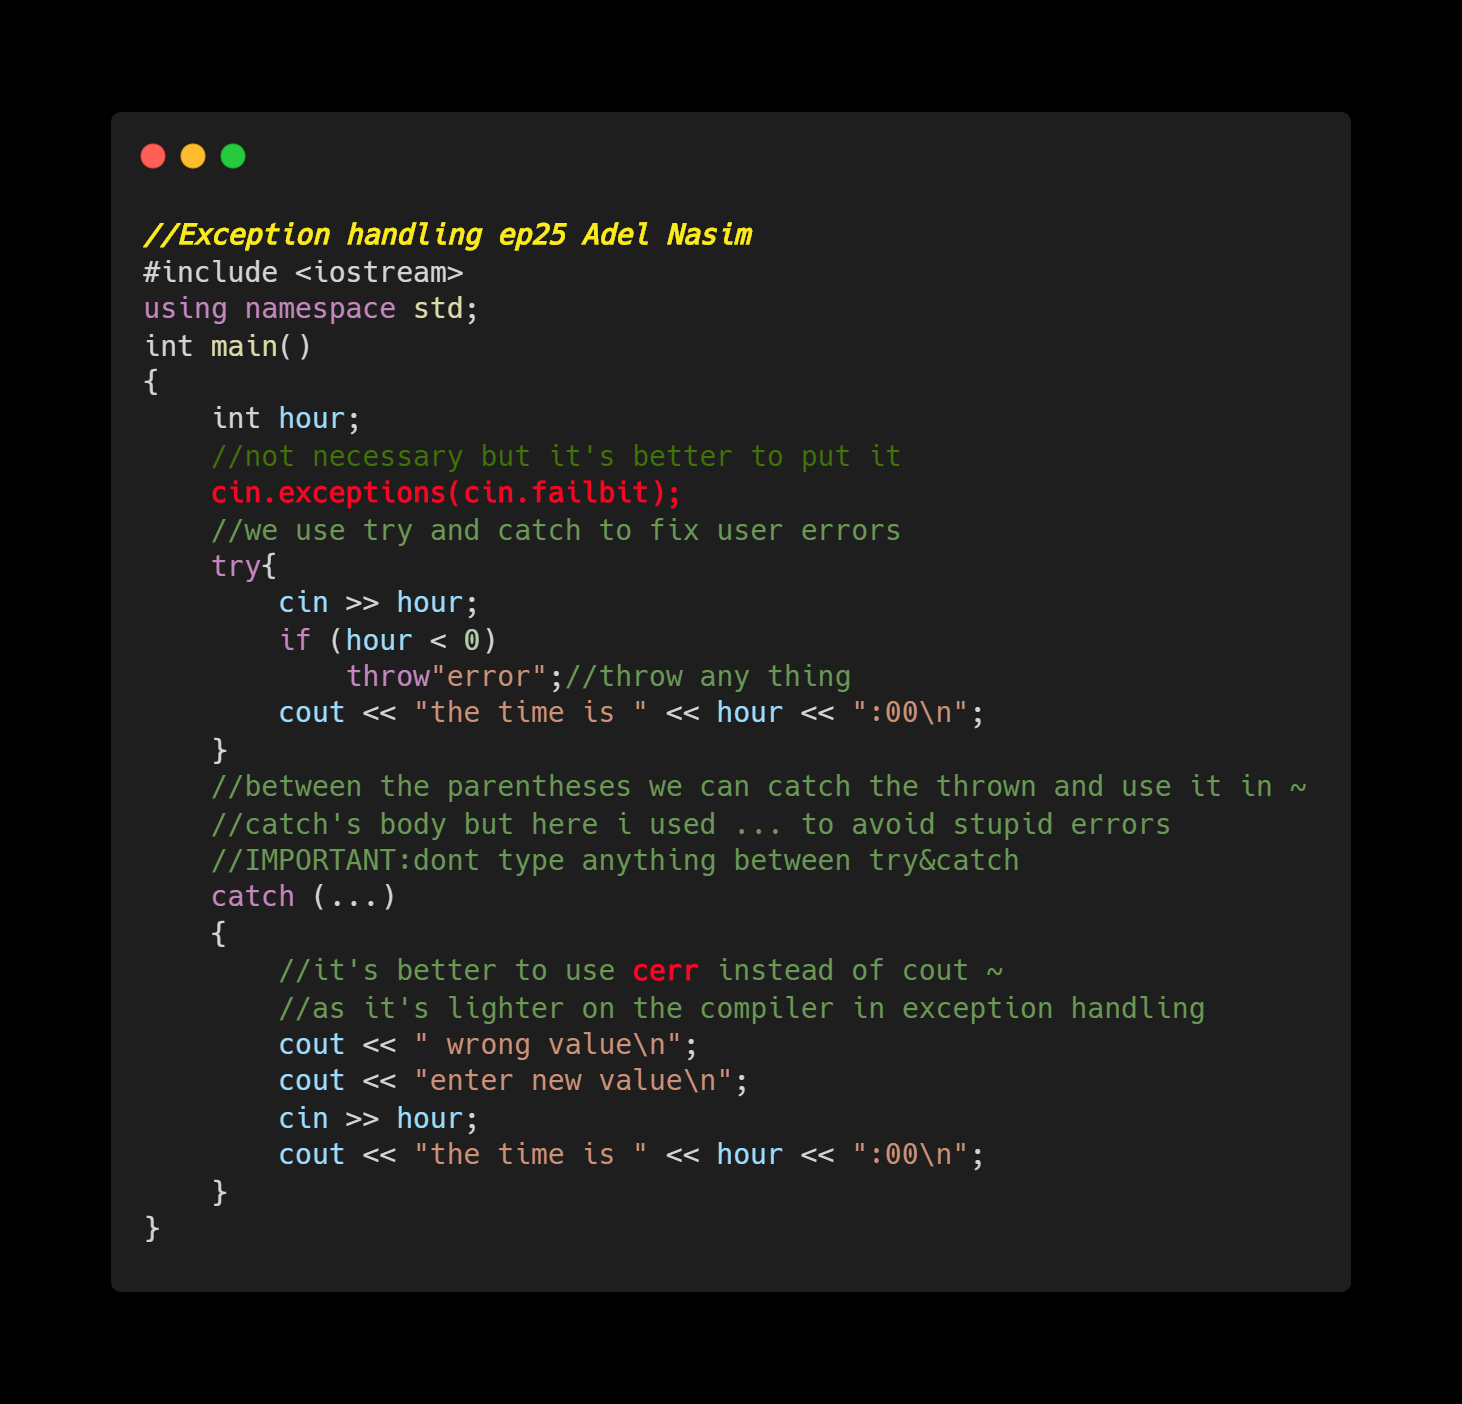 //Exception handling ep25 Adel Nasim
#include <iostream>
using namespace std;
int main()
{
    int hour;
    //not necessary but it's better to put it
    cin.exceptions(cin.failbit);
    //we use try and catch to fix user errors
    try{
        cin >> hour;
        if (hour < 0)
            throw"error";//throw any thing
        cout << "the time is " << hour << ":00\n";
    }
    //between the parentheses we can catch the thrown and use it in ~
    //catch's body but here i used ... to avoid stupid errors
    //IMPORTANT:dont type anything between try&catch
    catch (...)
    {
        //it's better to use cerr instead of cout ~
        //as it's lighter on the compiler in exception handling
        cout << " wrong value\n";
        cout << "enter new value\n";
        cin >> hour;
        cout << "the time is " << hour << ":00\n";
    }
}